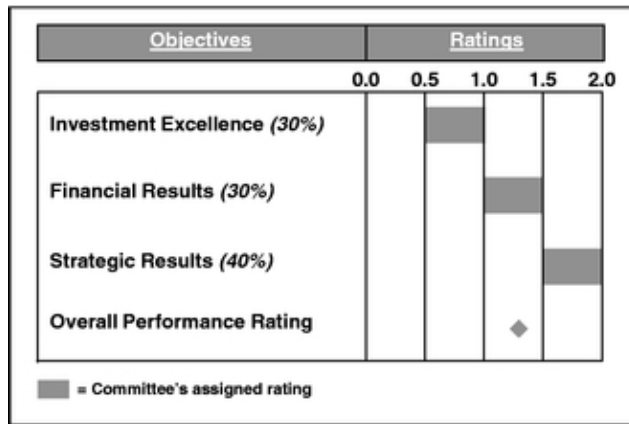 Objectives Ratings
0.0 0.5 1.0 1.5 2.0
Investment Excellence (30%)
Financial Results (30%)
Strategic Results (40%)
Overall Performance Rating
= Committee's assigned rating